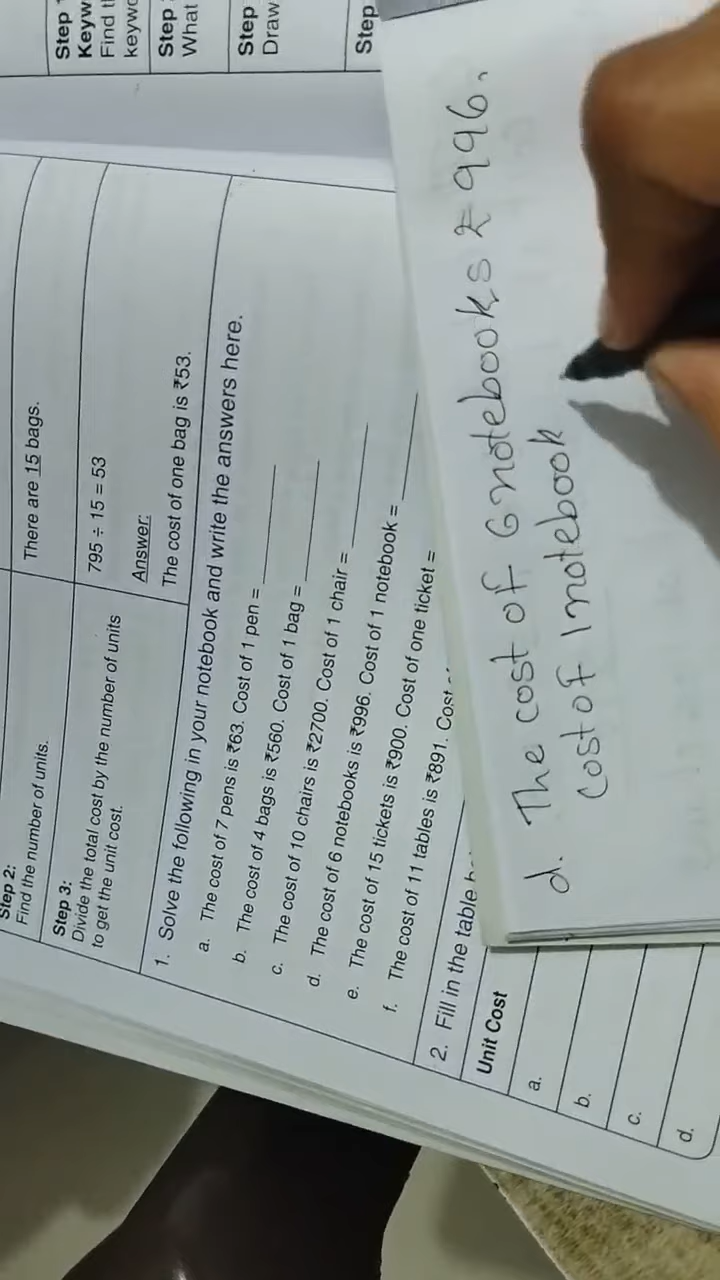 Step 2:
Find the number of units.
There are 15 bags.
Step 3:
Divide the total cost by the number of units
to get the unit cost.
795 ÷ 15 = 53
Answer:
The cost of one bag is ₹53.
1. Solve the following in your notebook and write the answers here.
a. The cost of 7 pens is ₹63. Cost of 1 pen =
b. The cost of 4 bags is ₹560. Cost of 1 bag =
c. The cost of 10 chairs is ₹2700. Cost of 1 chair =
d. The cost of 6 notebooks is ₹996. Cost of 1 notebook =
e. The cost of 15 tickets is ₹900. Cost of one ticket =
f. The cost of 11 tables is ₹891. Cost
2. Fill in the table
Unit Cost
a.
b.
c.
d.
Step
Keyw
Find t
keywo
Step
What
Step
Draw
Step
d. The cost of 6 notebooks ₹ 996.
Cost of 1 notebook